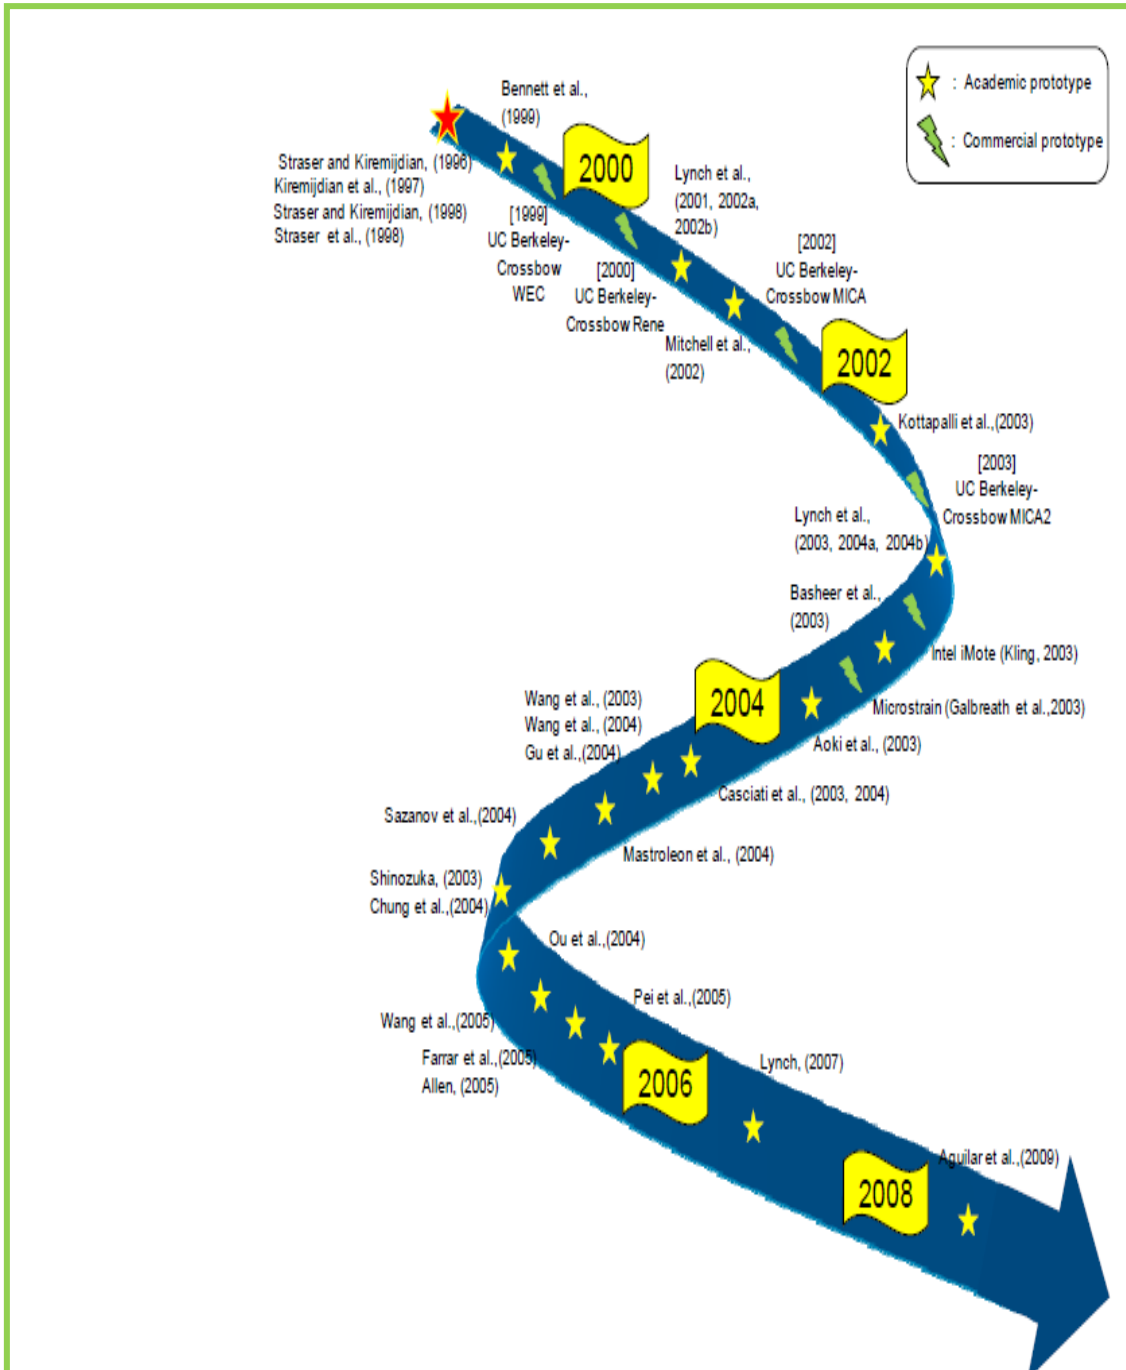 : Academic prototype
: Commercial prototype
Bennett et al.,
(1999)
2000
Straser and Kiremijdian, (1996)
Kiremijdian et al., (1997)
Straser and Kiremijdian, (1998)
Straser et al., (1998)
[1999]
UC Berkeley-
Crossbow
WEC
Lynch et al.,
(2001, 2002a,
2002b)
[2000]
UC Berkeley-
Crossbow Rene
[2002]
UC Berkeley-
Crossbow MICA
Mitchell et al.,
(2002)
2002
Kottapalli et al.,(2003)
[2003]
UC Berkeley-
Crossbow MICA2
Lynch et al.,
(2003, 2004a, 2004b)
Basheer et al.,
(2003)
Intel iMote (Kling, 2003)
Microstrain (Galbreath et al.,2003)
Aoki et al., (2003)
2004
Wang et al., (2003)
Wang et al., (2004)
Gu et al.,(2004)
Casciati et al., (2003, 2004)
Sazanov et al.,(2004)
Mastroleon et al., (2004)
Shinozuka, (2003)
Chung et al.,(2004)
Ou et al.,(2004)
Pei et al.,(2005)
Wang et al.,(2005)
Farrar et al.,(2005)
Allen, (2005)
2006
Lynch, (2007)
2008
Aguilar et al.,(2009)